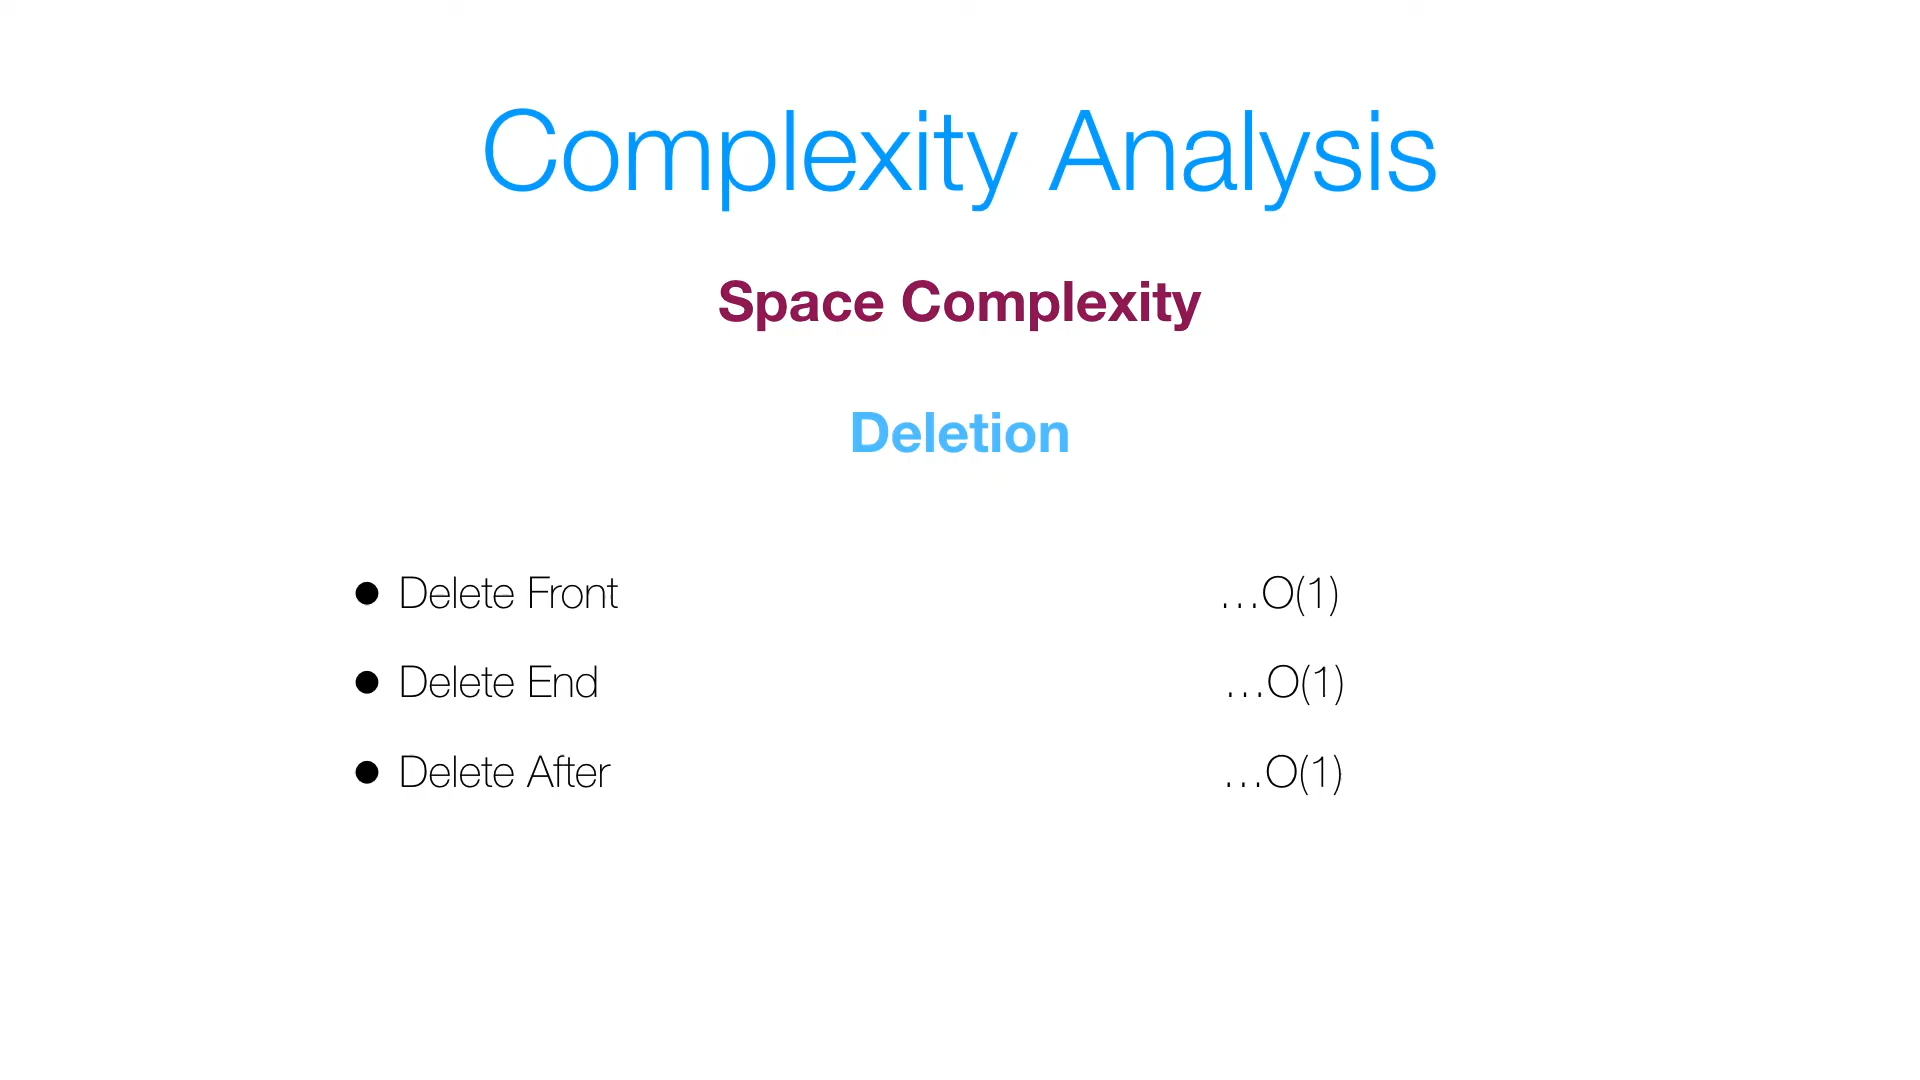 Complexity Analysis
Space Complexity
Deletion
● Delete Front …O(1)
● Delete End …O(1)
● Delete After …O(1)